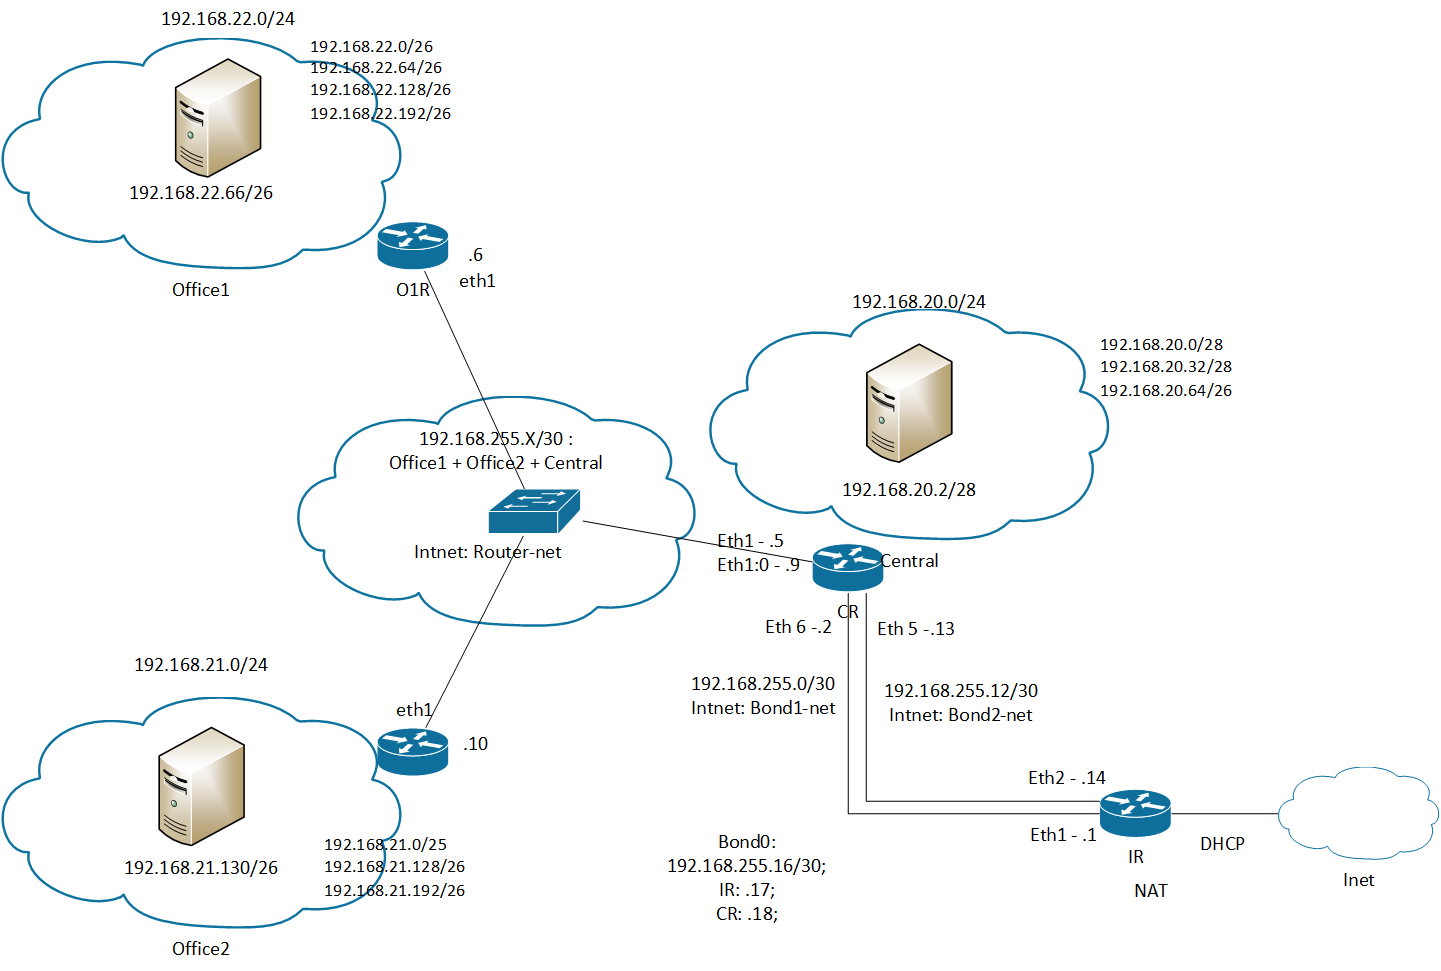 192.168.22.0/24
192.168.22.0/26
192.168.22.64/26
192.168.22.128/26
192.168.22.192/26
192.168.22.66/26
Office1
O1R
.6
eth1
192.168.20.0/24
192.168.20.0/28
192.168.20.32/28
192.168.20.64/26
192.168.20.2/28
192.168.255.X/30 :
Office1 + Office2 + Central
Intnet: Router-net
Eth1 - .5
Eth1:0 - .9
Central
CR
Eth 6 -.2
Eth 5 -.13
192.168.255.0/30
Intnet: Bond1-net
192.168.255.12/30
Intnet: Bond2-net
192.168.21.0/24
eth1
.10
192.168.21.130/26
192.168.21.0/25
192.168.21.128/26
192.168.21.192/26
Office2
Bond0:
192.168.255.16/30;
IR: .17;
CR: .18;
Eth2 - .14
Eth1 - .1
IR
NAT
DHCP
Inet